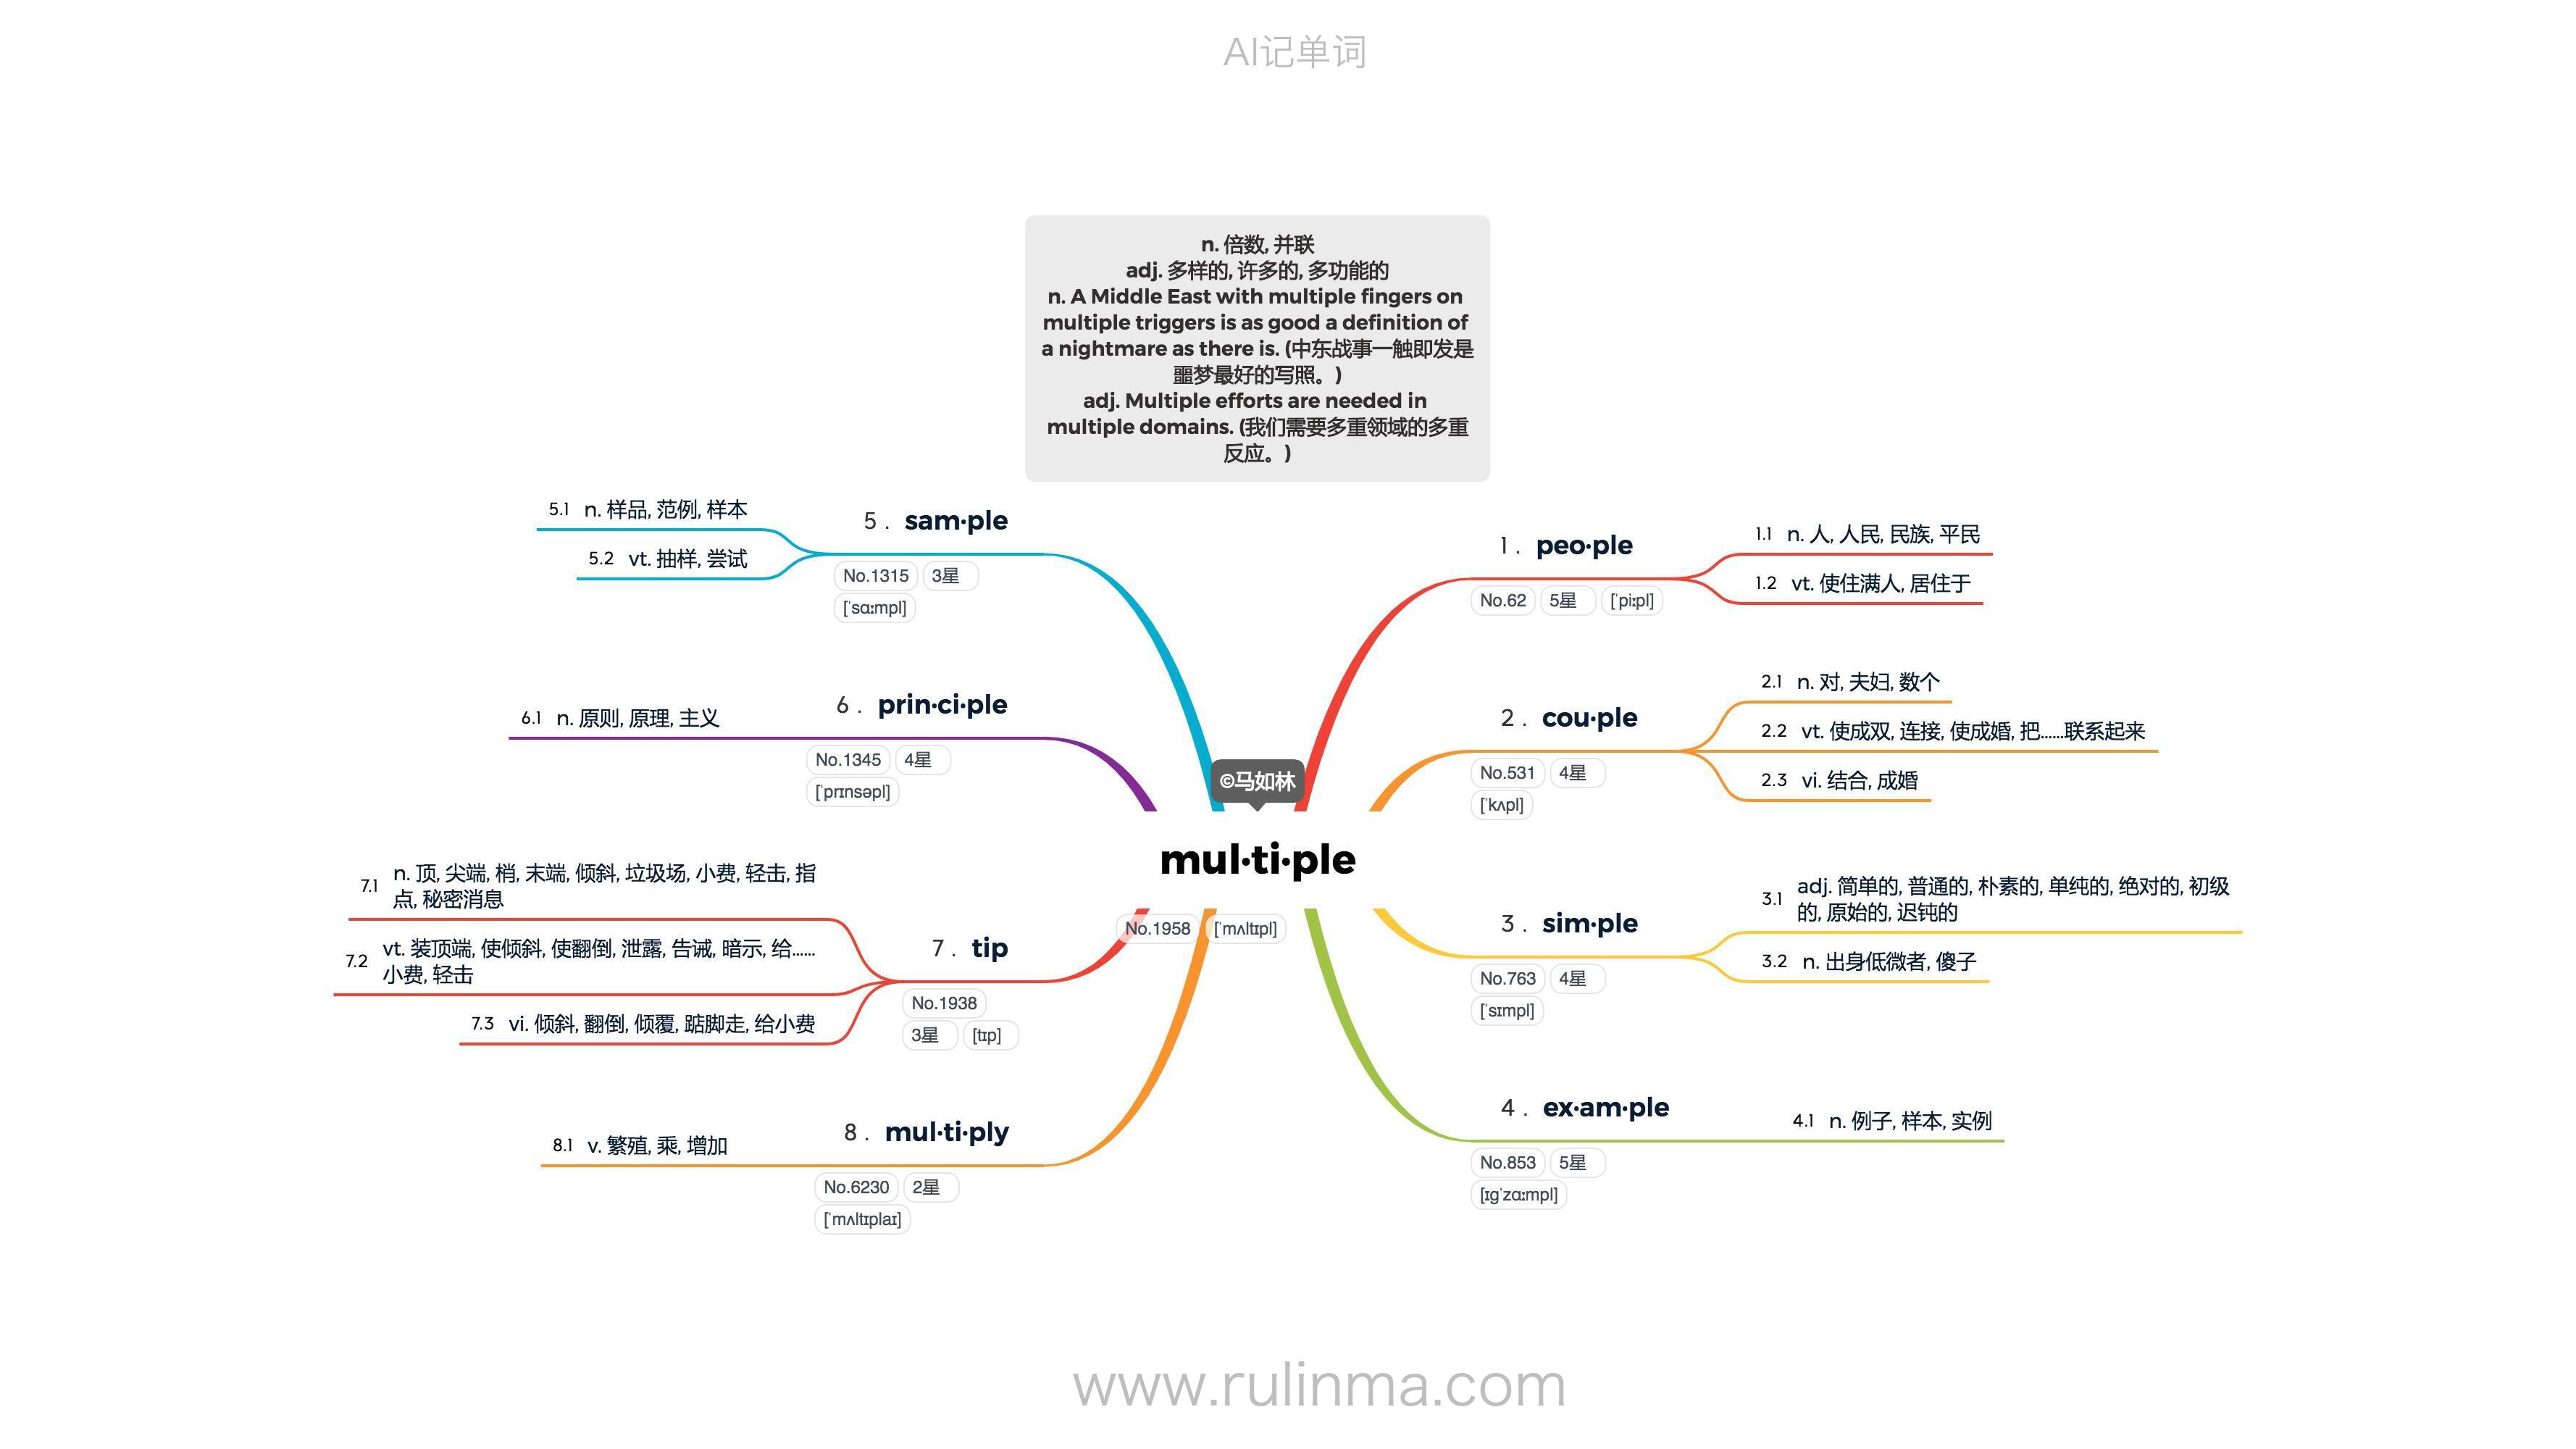 AI记单词
n. 倍数, 并联
adj. 多样的, 许多的, 多功能的
n. A Middle East with multiple fingers on
multiple triggers is as good a definition of
a nightmare as there is. (中东战事一触即发是
噩梦最好的写照。)
adj. Multiple efforts are needed in
multiple domains. (我们需要多重领域的多重
反应。)
©马如林
mul·ti·ple
No.1958 [ˈmʌltɪpl]
1 . peo·ple
No.62 5星 [ˈpiːpl]
1.1 n. 人, 人民, 民族, 平民
1.2 vt. 使住满人, 居住于
2 . cou·ple
No.531 4星
[ˈkʌpl]
2.1 n. 对, 夫妇, 数个
2.2 vt. 使成双, 连接, 使成婚, 把……联系起来
2.3 vi. 结合, 成婚
3 . sim·ple
No.763 4星
[ˈsɪmpl]
3.1 adj. 简单的, 普通的, 朴素的, 单纯的, 绝对的, 初级
的, 原始的, 迟钝的
3.2 n. 出身低微者, 傻子
4 . ex·am·ple
No.853 5星
[ɪgˈzɑːmpl]
4.1 n. 例子, 样本, 实例
5 . sam·ple
No.1315 3星
[ˈsɑːmpl]
5.1 n. 样品, 范例, 样本
5.2 vt. 抽样, 尝试
6 . prin·ci·ple
No.1345 4星
[ˈprɪnsəpl]
6.1 n. 原则, 原理, 主义
7 . tip
No.1938
3星 [tɪp]
7.1 n. 顶, 尖端, 梢, 末端, 倾斜, 垃圾场, 小费, 轻击, 指
点, 秘密消息
7.2 vt. 装顶端, 使倾斜, 使翻倒, 泄露, 告诫, 暗示, 给……
小费, 轻击
7.3 vi. 倾斜, 翻倒, 倾覆, 踮脚走, 给小费
8 . mul·ti·ply
No.6230 2星
[ˈmʌltɪplaɪ]
8.1 v. 繁殖, 乘, 增加
www.rulinma.com